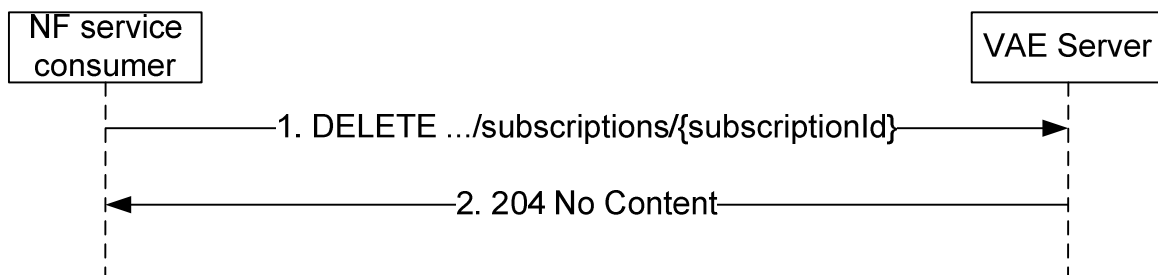 NF service
consumer
VAE Server
1. DELETE .../subscriptions/{subscriptionId}
2. 204 No Content